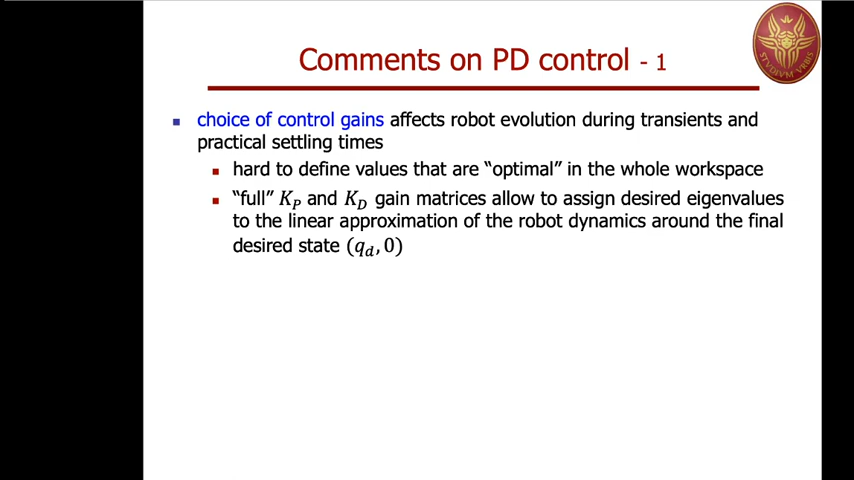 Comments on PD control - 1
STVDIVM VRBIS
▪ choice of control gains affects robot evolution during transients and
practical settling times
▪ hard to define values that are "optimal" in the whole workspace
▪ "full" K_P and K_D gain matrices allow to assign desired eigenvalues
to the linear approximation of the robot dynamics around the final
desired state (q_d, 0)